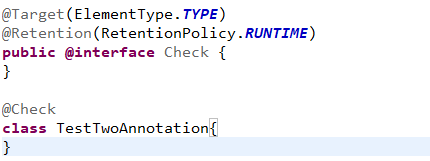 @Target(ElementType.TYPE)
@Retention(RetentionPolicy.RUNTIME)
public @interface Check {
}
@Check
class TestTwoAnnotation{
}